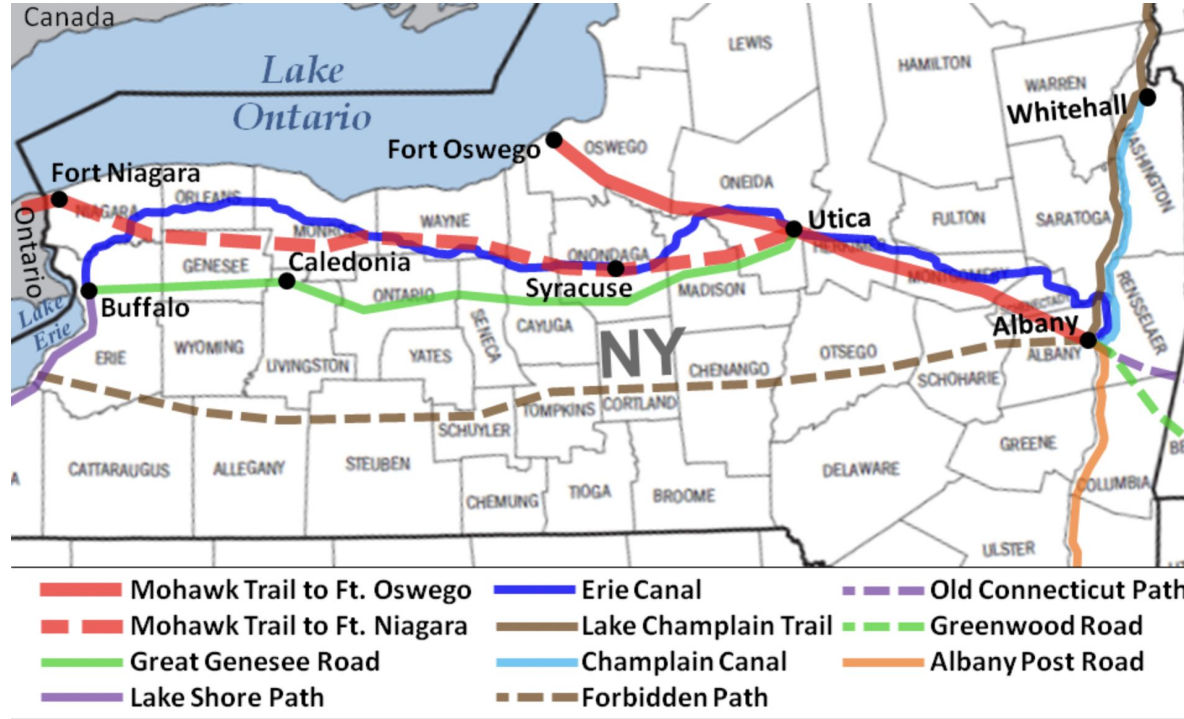 Canada
LEWIS
HAMILTON
Lake
Ontario
WARREN
Whitehall
Fort Oswego
OSWEGO
WASHINGTON
Fort Niagara
ORLEANS
ONEIDA
NIAGARA
WAYNE
Utica
FULTON
SARATOGA
Ontario
MONROE
ONONDAGA
HERKIMER
GENESEE
Caledonia
MONTGOMERY
RENSSELAER
Syracuse
MADISON
ONTARIO
SCHENECTADY
Lake
Erie
Buffalo
SENECA
CAYUGA
Albany
ERIE
WYOMING
LIVINGSTON
YATES
NY
OTSEGO
ALBANY
CHENANGO
SCHOHARIE
TOMPKINS
CORTLAND
SCHUYLER
GREENE
BE
CATTARAUGUS
ALLEGANY
STEUBEN
DELAWARE
COLUMBIA
A
CHEMUNG
TIOGA
BROOME
ULSTER
Mohawk Trail to Ft. Oswego
Erie Canal
Old Connecticut Path
Mohawk Trail to Ft. Niagara
Lake Champlain Trail
Greenwood Road
Great Genesee Road
Champlain Canal
Albany Post Road
Lake Shore Path
Forbidden Path